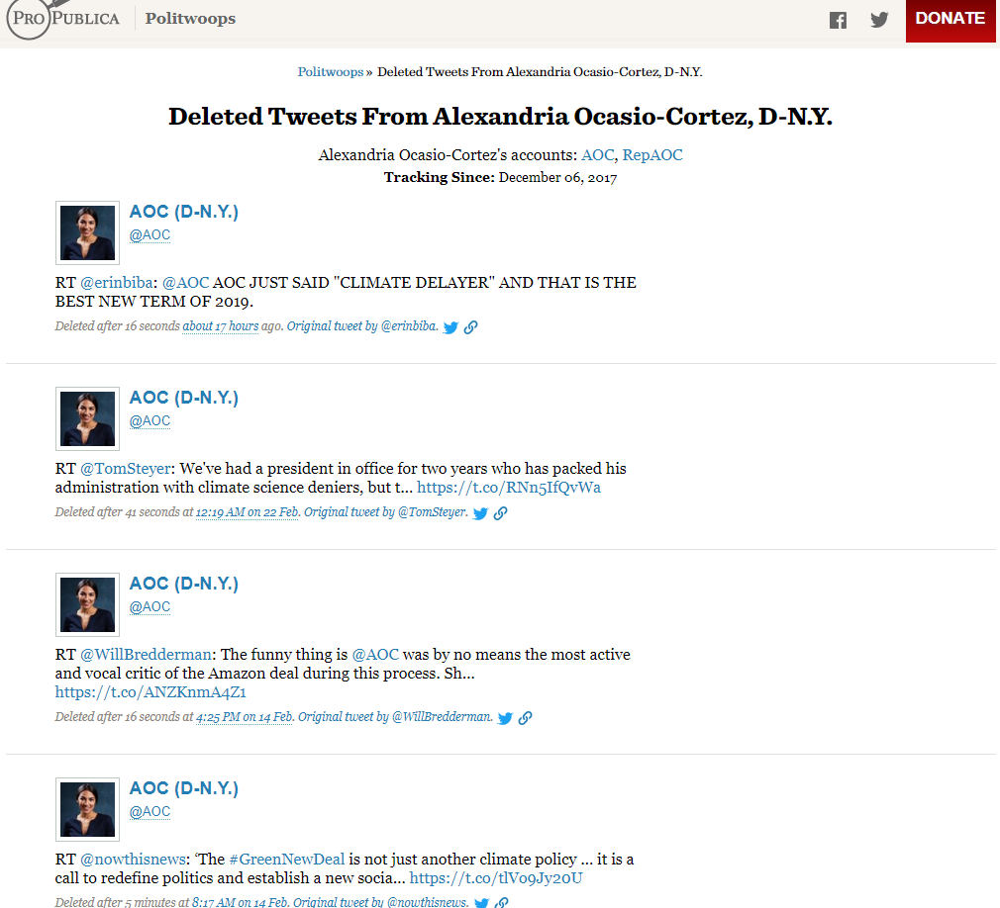 PROPUBLICA Politwoops DONATE
Politwoops » Deleted Tweets From Alexandria Ocasio-Cortez, D-N.Y.
Deleted Tweets From Alexandria Ocasio-Cortez, D-N.Y.
Alexandria Ocasio-Cortez's accounts: AOC, RepAOC
Tracking Since: December 06, 2017
AOC (D-N.Y.)
@AOC
RT @erinbiba: @AOC AOC JUST SAID "CLIMATE DELAYER" AND THAT IS THE
BEST NEW TERM OF 2019.
Deleted after 16 seconds about 17 hours ago. Original tweet by @erinbiba.
AOC (D-N.Y.)
@AOC
RT @TomSteyer: We've had a president in office for two years who has packed his
administration with climate science deniers, but t... https://t.co/RNn5IfQvWa
Deleted after 41 seconds at 12:19 AM on 22 Feb. Original tweet by @TomSteyer.
AOC (D-N.Y.)
@AOC
RT @WillBredderman: The funny thing is @AOC was by no means the most active
and vocal critic of the Amazon deal during this process. Sh...
https://t.co/ANZKnmA4Z1
Deleted after 16 seconds at 4:25 PM on 14 Feb. Original tweet by @WillBredderman.
AOC (D-N.Y.)
@AOC
RT @nowthisnews: ‘The #GreenNewDeal is not just another climate policy ... it is a
call to redefine politics and establish a new socia... https://t.co/tlVo9Jy20U
Deleted after 5 minutes at 8:17 AM on 14 Feb. Original tweet by @nowthisnews.